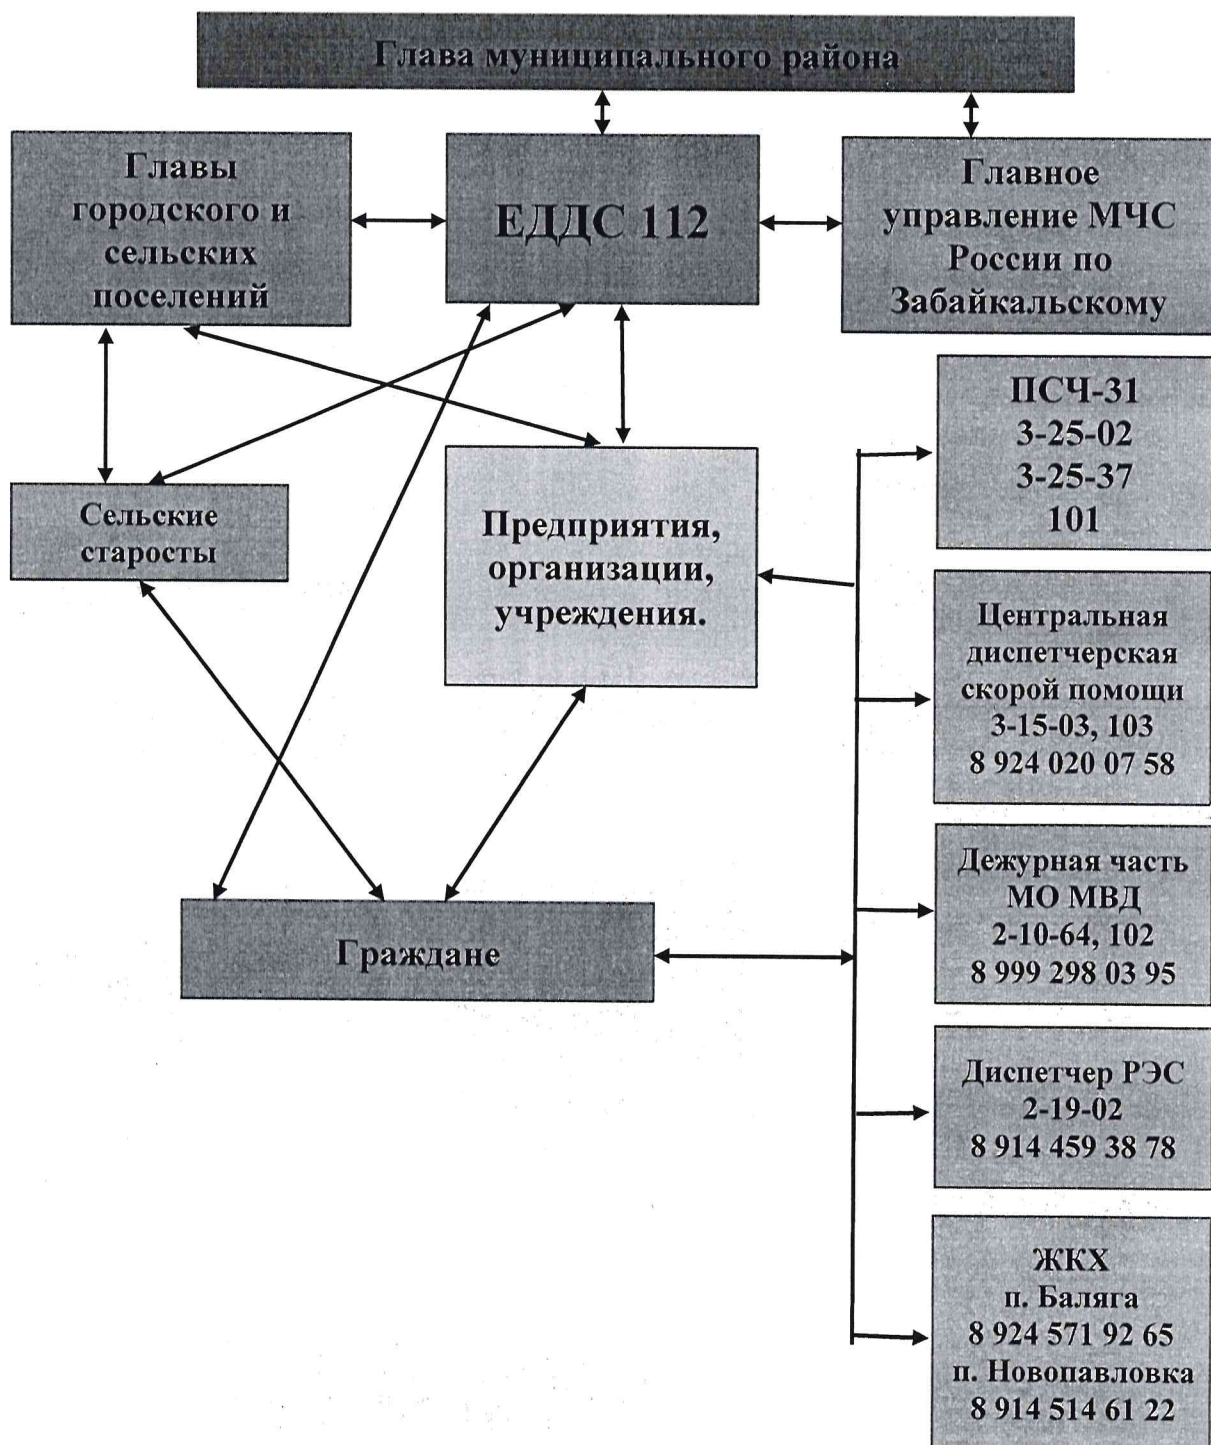 Глава муниципального района
Главы
городского и
сельских
поселений
ЕДДС 112
Главное
управление МЧС
России по
Забайкальскому
ПСЧ-31
3-25-02
3-25-37
101
Сельские
старосты
Предприятия,
организации,
учреждения.
Центральная
диспетчерская
скорой помощи
3-15-03, 103
8 924 020 07 58
Дежурная часть
МО МВД
2-10-64, 102
8 999 298 03 95
Граждане
Диспетчер РЭС
2-19-02
8 914 459 38 78
ЖКХ
п. Баляга
8 924 571 92 65
п. Новопавловка
8 914 514 61 22